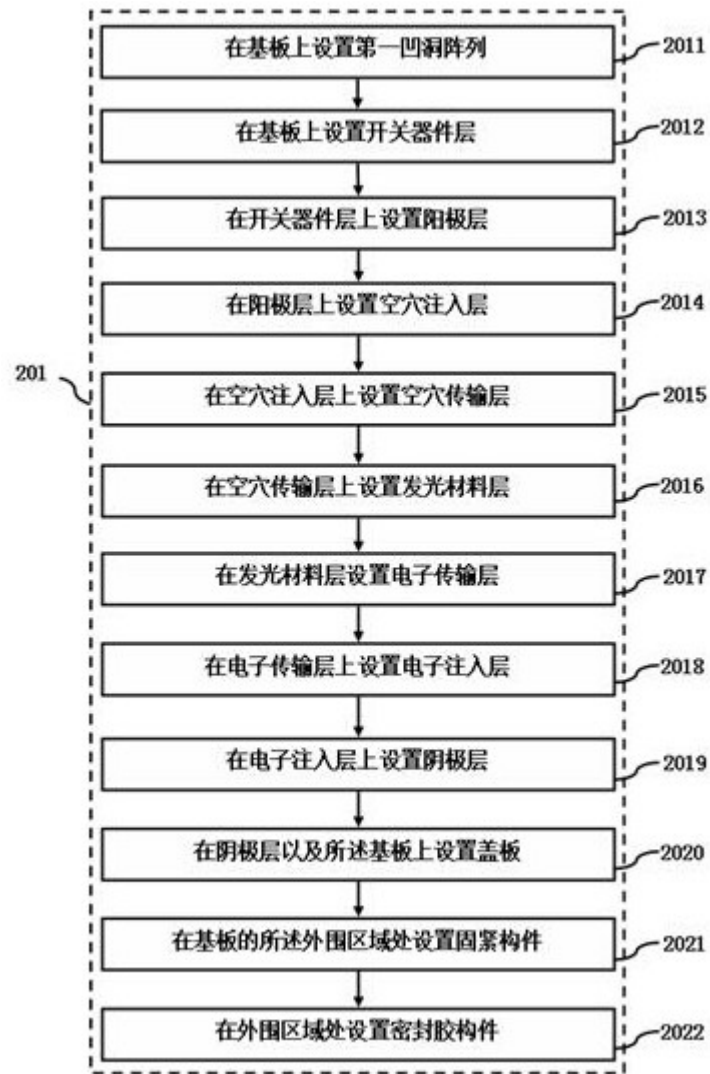 在基板上设置第一凹洞阵列 2011
在基板上设置开关器件层 2012
在开关器件层上设置阳极层 2013
在阳极层上设置空穴注入层 2014
201
在空穴注入层上设置空穴传输层 2015
在空穴传输层上设置发光材料层 2016
在发光材料层设置电子传输层 2017
在电子传输层上设置电子注入层 2018
在电子注入层上设置阴极层 2019
在阴极层以及所述基板上设置盖板 2020
在基板的所述外围区域处设置固紧构件 2021
在外围区域处设置密封胶构件 2022